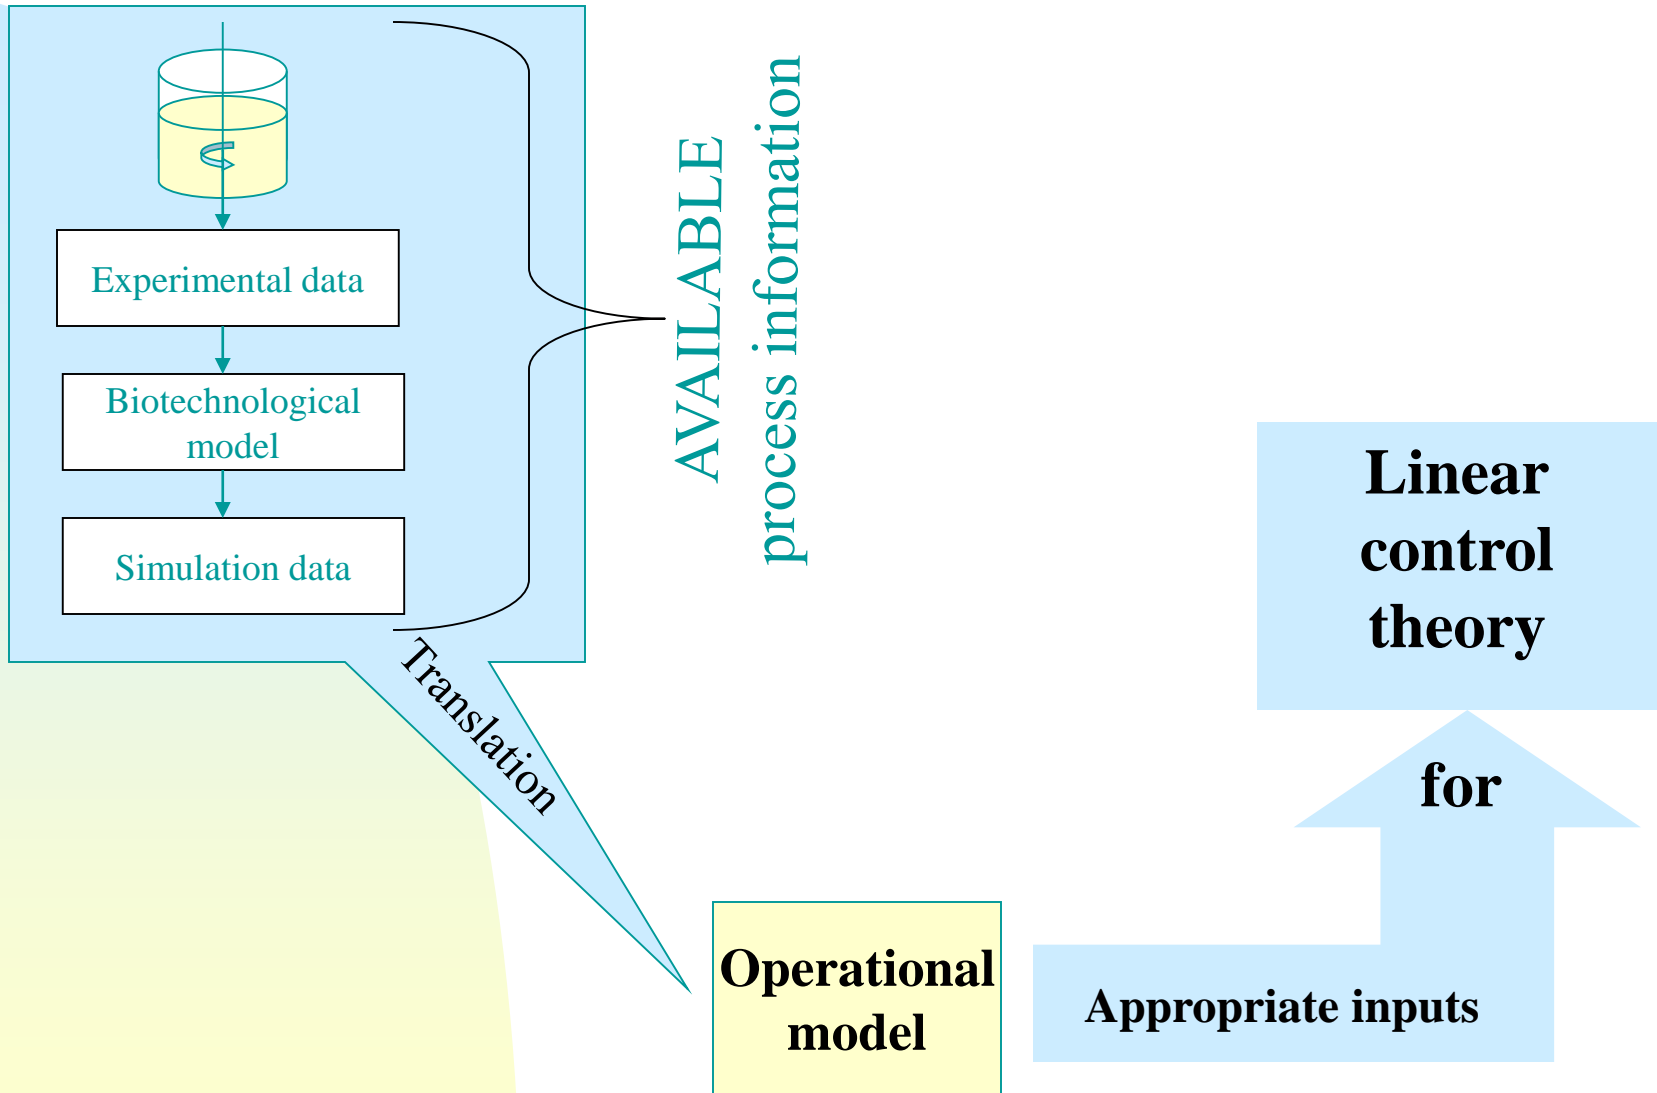 Experimental data
Biotechnological
model
Simulation data
AVAILABLE
process information
Translation
Operational
model
Appropriate inputs
for
Linear
control
theory